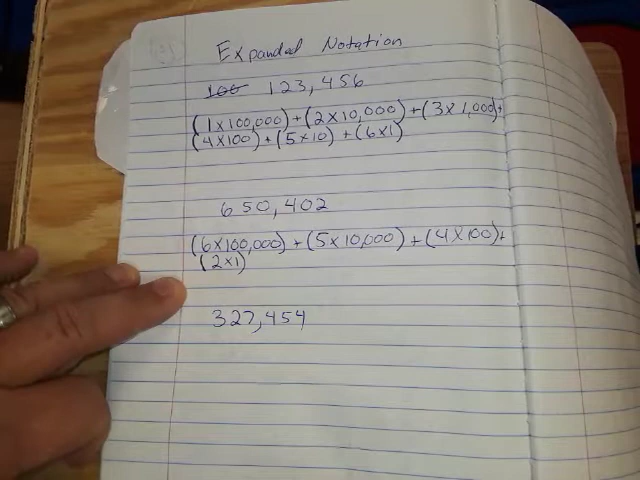 Expanded Notation
100 123,456
(1x100,000)+(2x10,000)+(3x1,000)+
(4x100)+(5x10)+(6x1)
650,402
(6x100,000)+(5x10,000)+(4x100)+
(2x1)
327,454